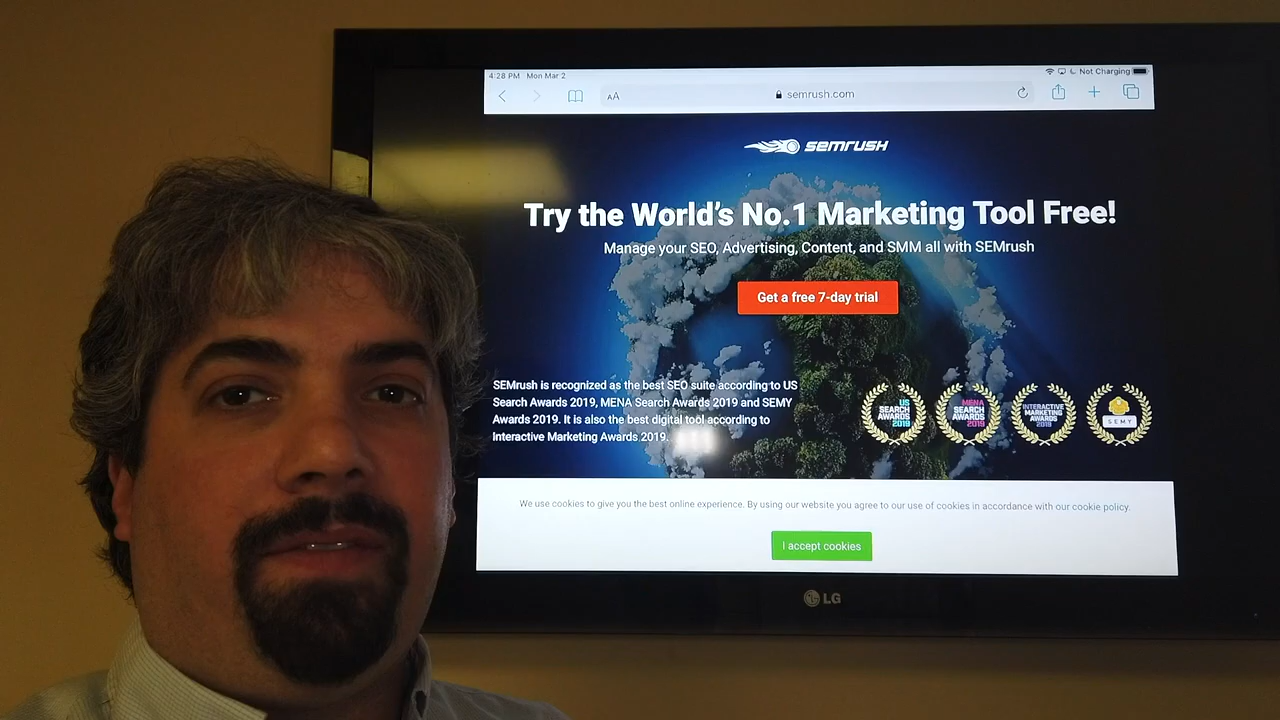 4:28 PM Mon Mar 2
Not Charging
AA
semrush.com
semrush
Try the World's No.1 Marketing Tool Free!
Manage your SEO, Advertising, Content, and SMM all with SEMrush
Get a free 7-day trial
SEMrush is recognized as the best SEO suite according to US
Search Awards 2019, MENA Search Awards 2019 and SEMY
Awards 2019. It is also the best digital tool according to
Interactive Marketing Awards 2019.
US
SEARCH
AWARDS
2019
MENA
SEARCH
AWARDS
2019
INTERACTIVE
MARKETING
AWARDS
2019
SEMY
We use cookies to give you the best online experience. By using our website you agree to our use of cookies in accordance with our cookie policy.
I accept cookies
LG